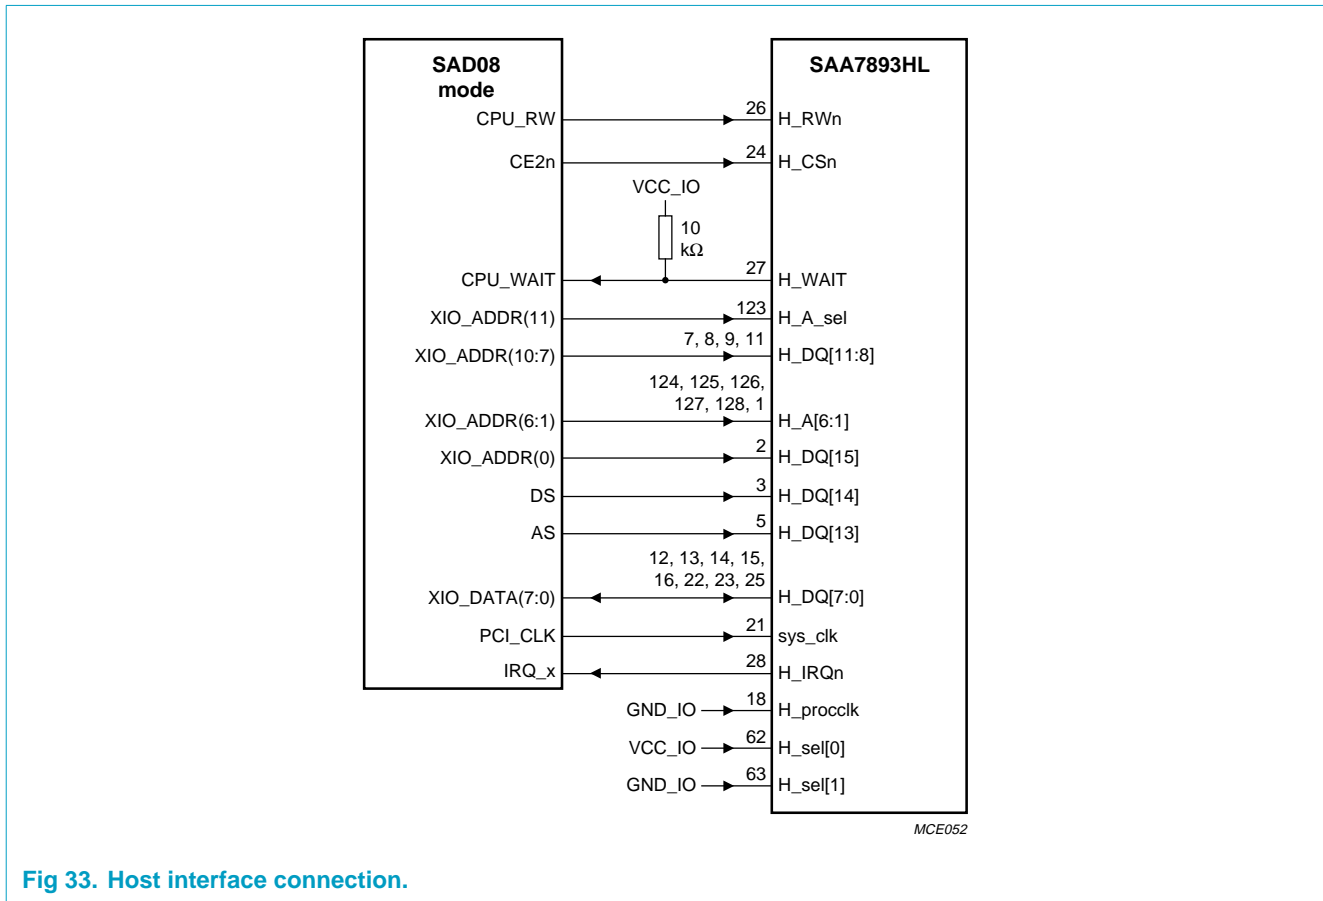 SAD08
mode
SAA7893HL
CPU_RW
26
H_RWn
CE2n
24
H_CSn
VCC_IO
10
kΩ
CPU_WAIT
27
H_WAIT
XIO_ADDR(11)
123
H_A_sel
XIO_ADDR(10:7)
7, 8, 9, 11
H_DQ[11:8]
124, 125, 126,
127, 128, 1
XIO_ADDR(6:1)
H_A[6:1]
XIO_ADDR(0)
2
H_DQ[15]
DS
3
H_DQ[14]
AS
5
H_DQ[13]
12, 13, 14, 15,
16, 22, 23, 25
XIO_DATA(7:0)
H_DQ[7:0]
PCI_CLK
21
sys_clk
IRQ_x
28
H_IRQn
GND_IO
18
H_procclk
VCC_IO
62
H_sel[0]
GND_IO
63
H_sel[1]
MCE052
Fig 33. Host interface connection.